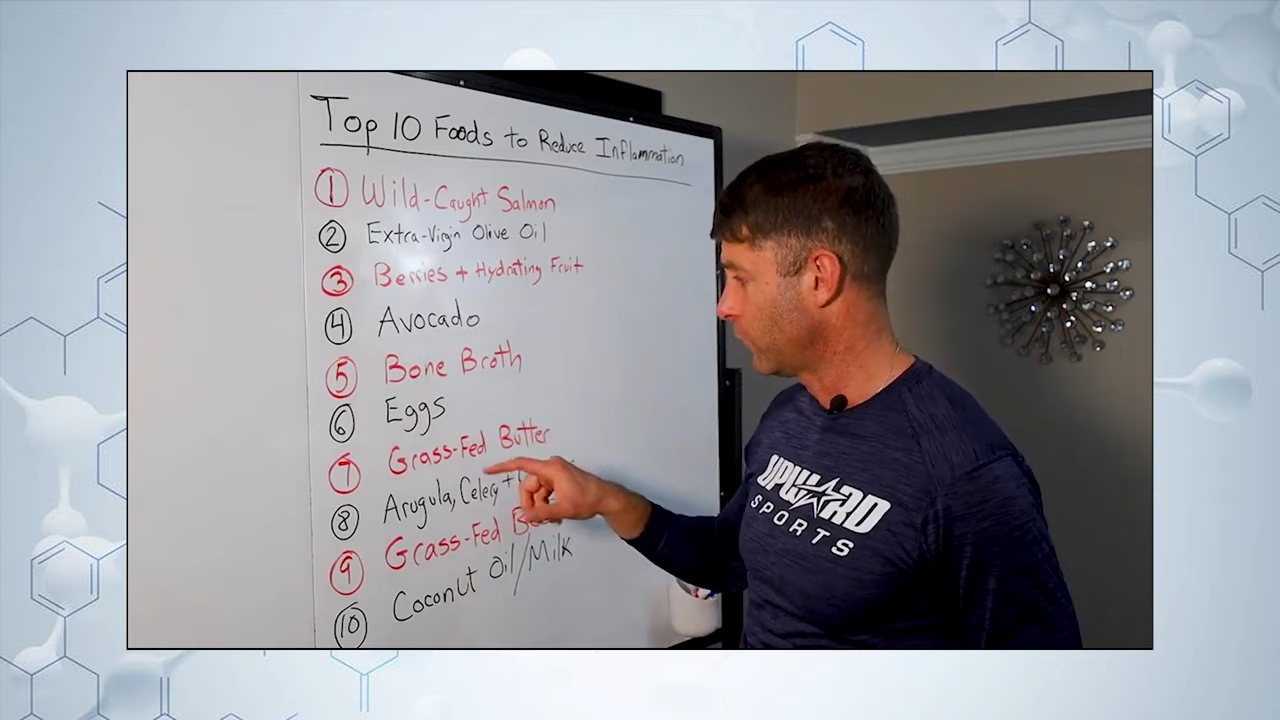 Top 10 Foods to Reduce Inflammation
1 Wild-Caught Salmon
2 Extra-Virgin Olive Oil
3 Berries + Hydrating Fruit
4 Avocado
5 Bone Broth
6 Eggs
7 Grass-Fed Butter
8 Arugula, Celery +
9 Grass-Fed
10 Coconut Oil/Milk
UPWARD
SPORTS